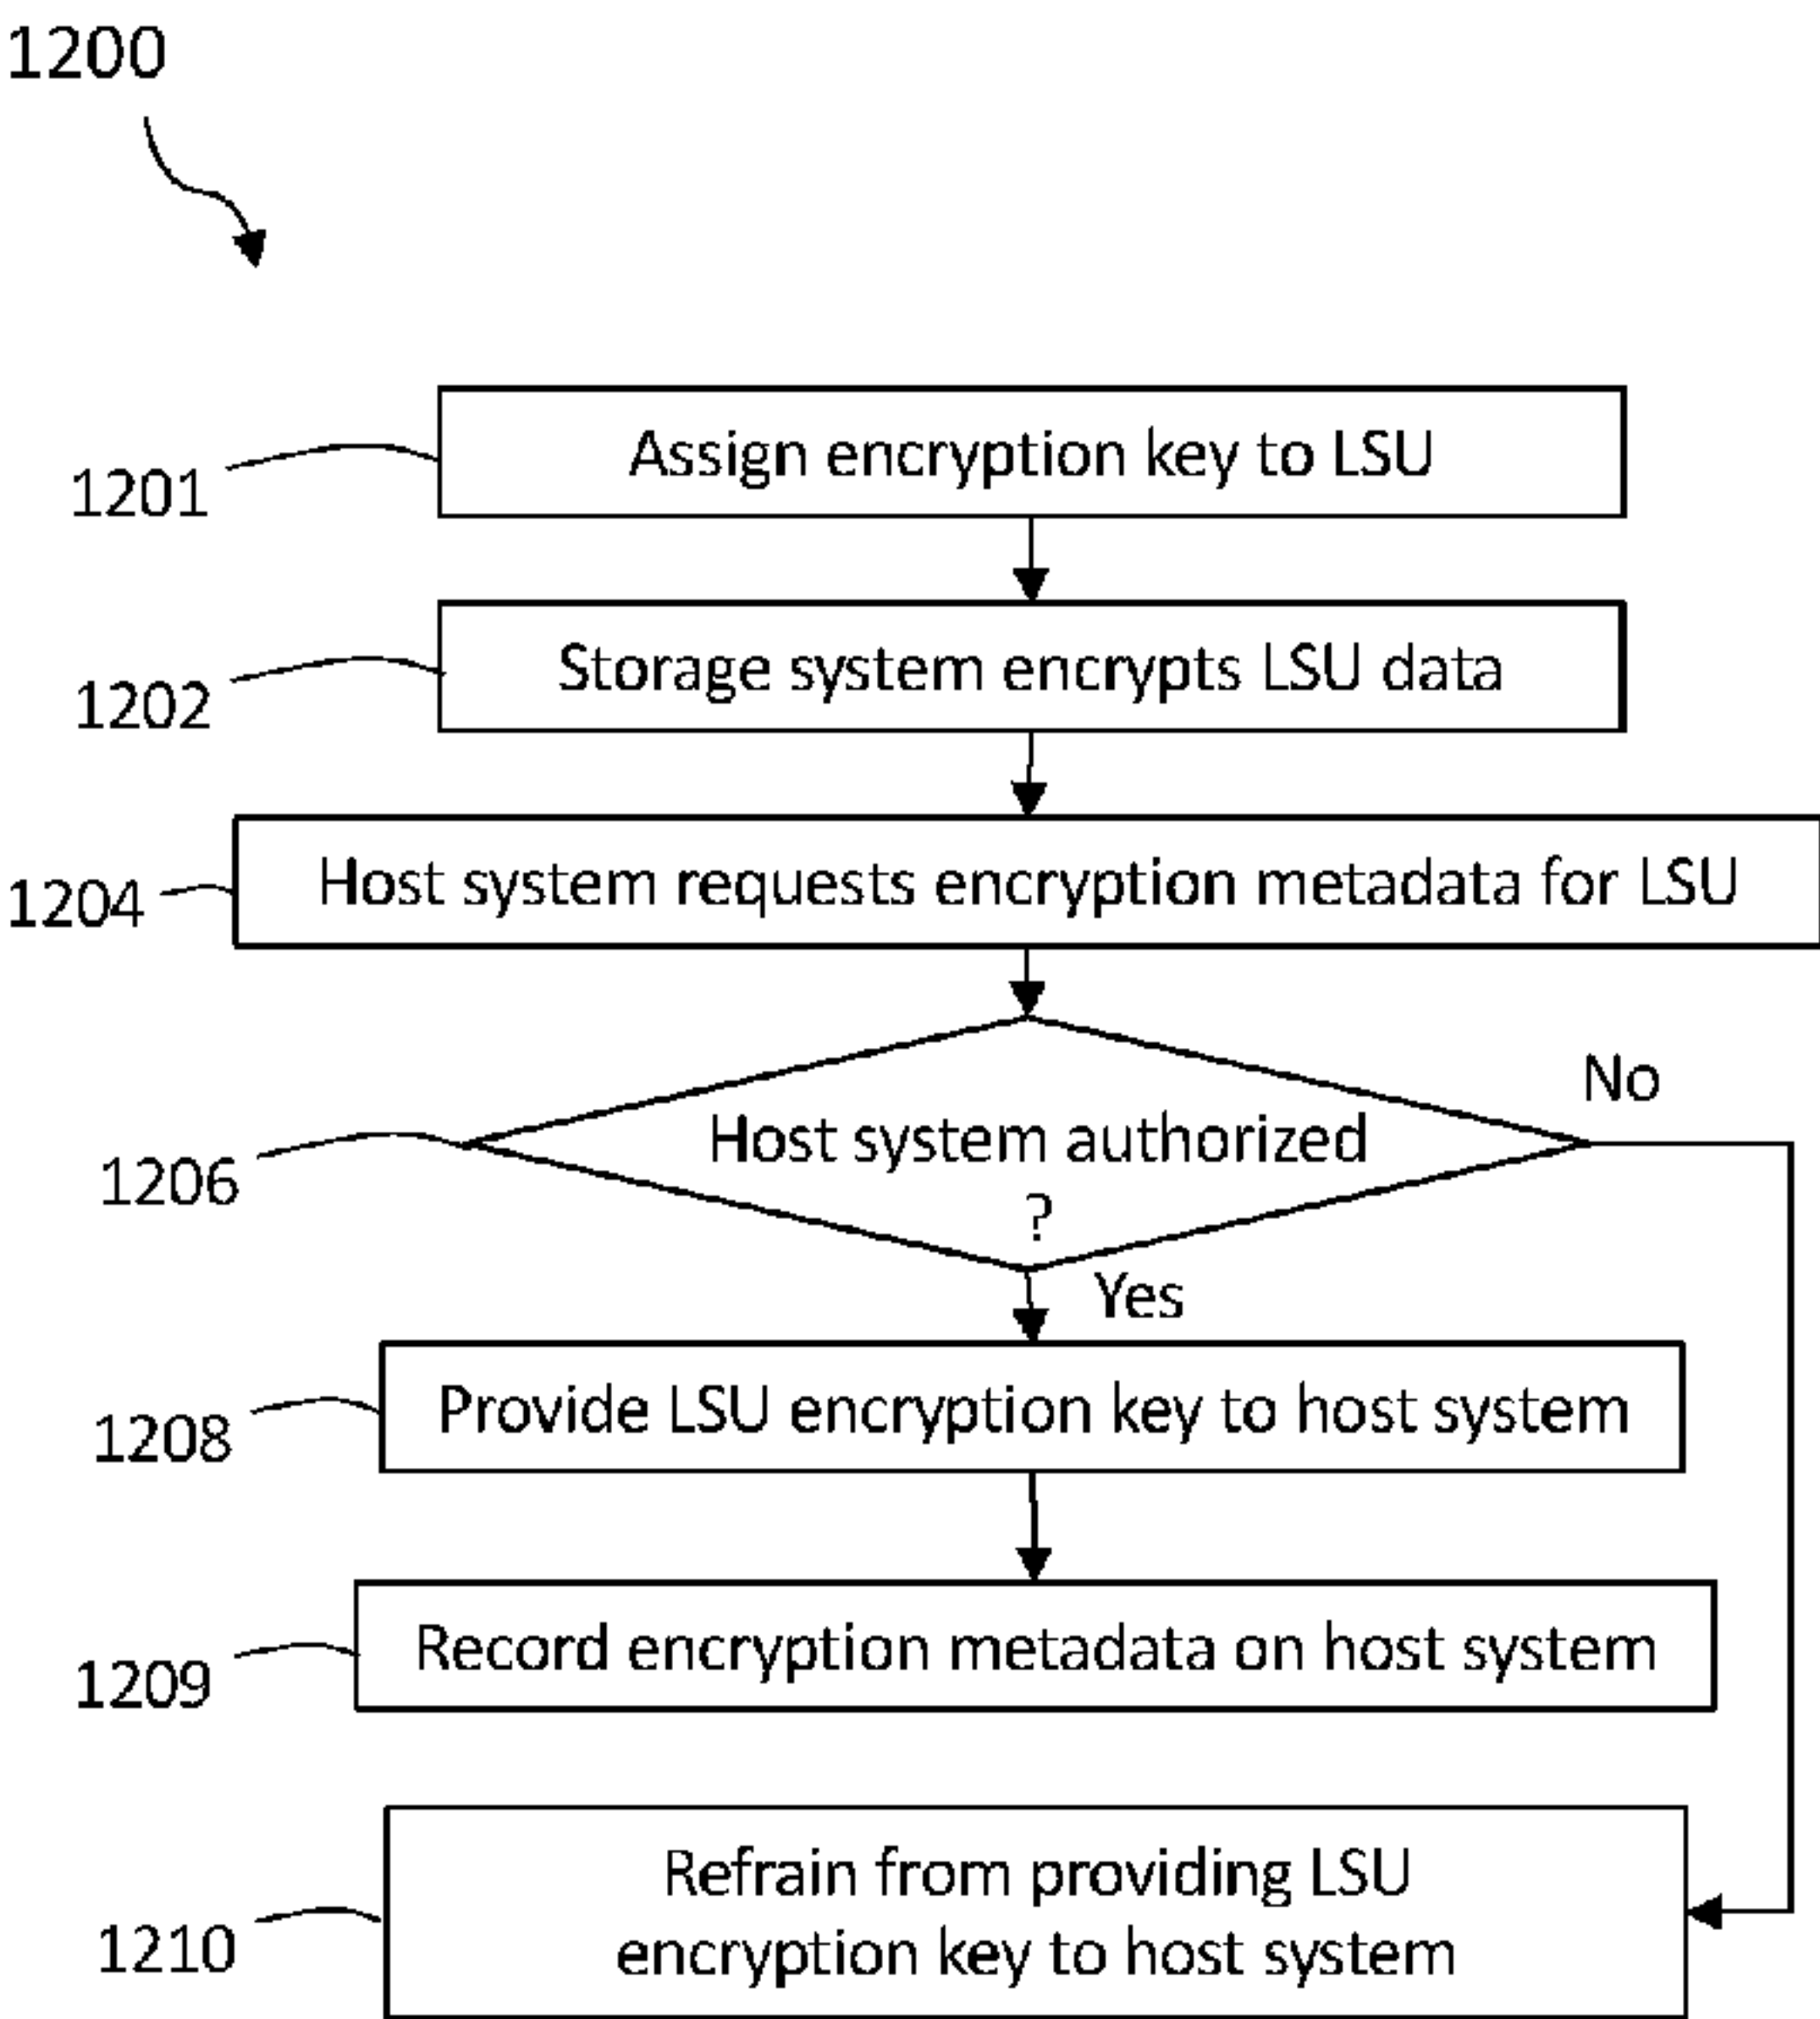 1200
Assign encryption key to LSU
1201
Storage system encrypts LSU data
1202
Host system requests encryption metadata for LSU
1204
No
Host system authorized
?
1206
Yes
Provide LSU encryption key to host system
1208
Record encryption metadata on host system
1209
Refrain from providing LSU
encryption key to host system
1210